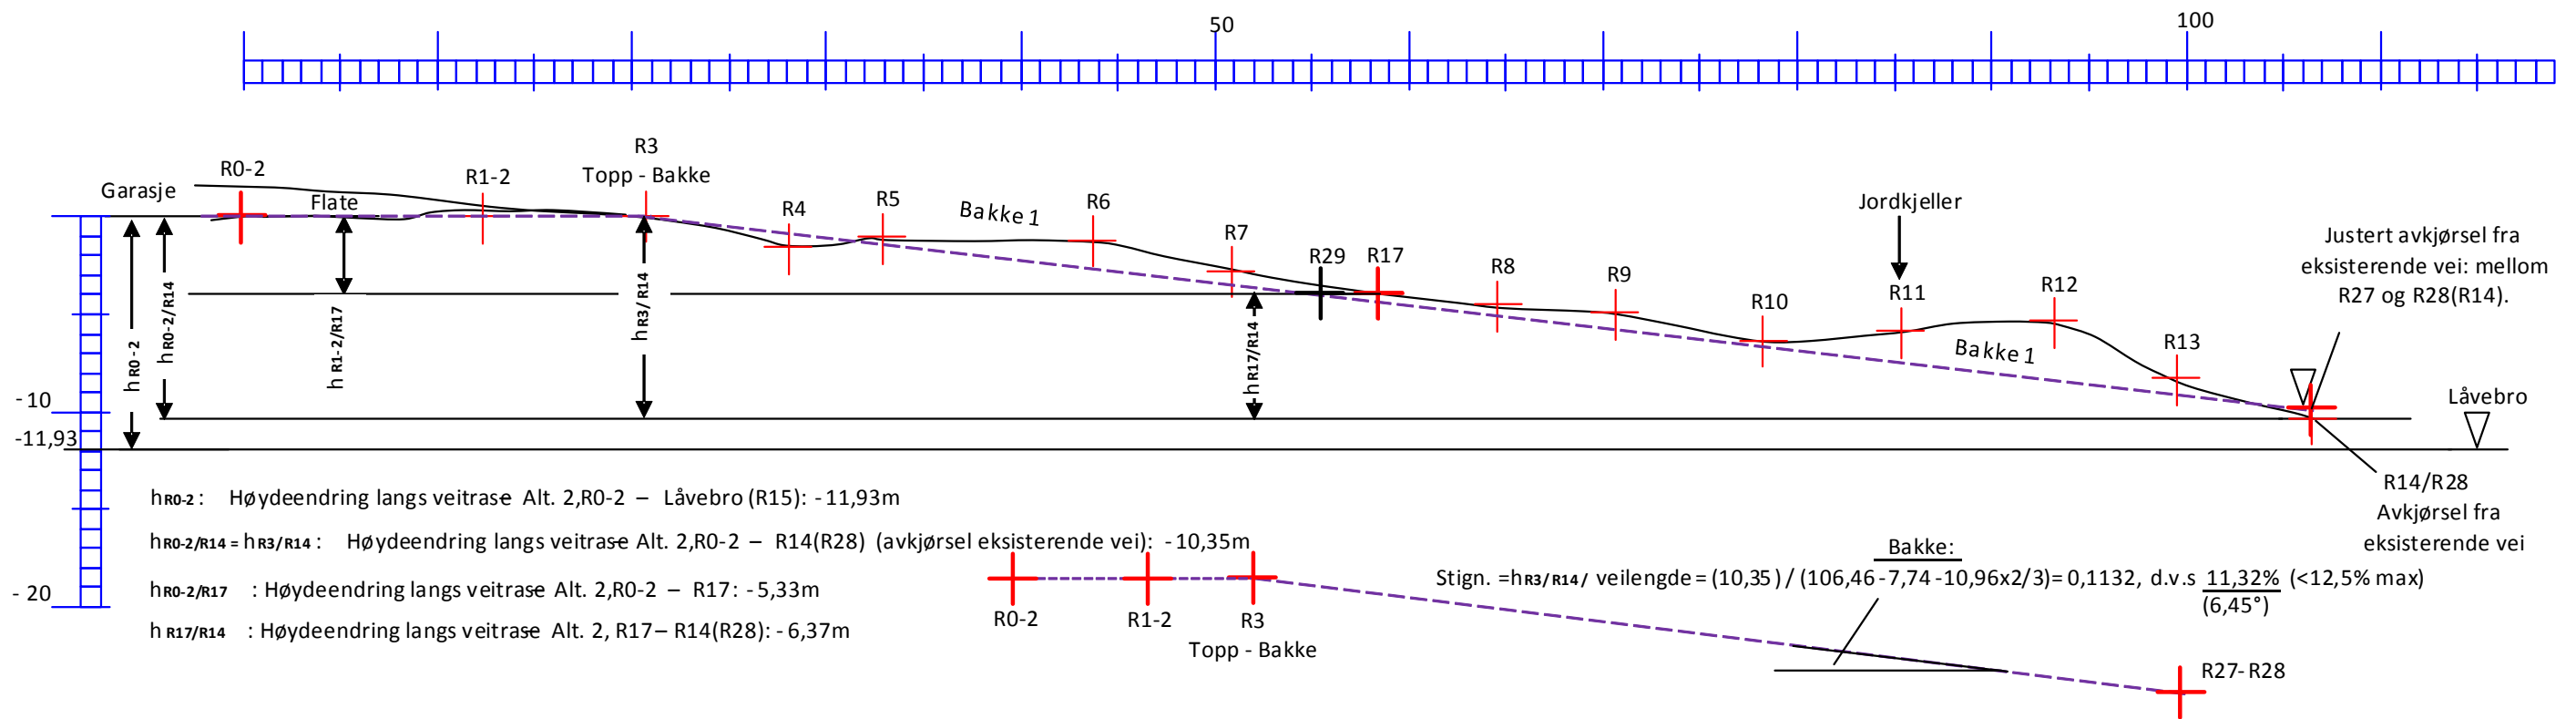 50
100
R3
Topp - Bakke
R0-2
R1-2
Garasje
Flate
R4
R5
Bakke 1
R6
R7
R29
R17
R8
R9
R10
Jordkjeller
R11
R12
Bakke 1
R13
Justert avkjørsel fra
eksisterende vei: mellom
R27 og R28(R14).
Låvebro
hR0-2
hR0-2/R14
hR1-2/R17
hR3/R14
hR17/R14
-10
-11,93
-20
R14/R28
Avkjørsel fra
eksisterende vei
hR0-2 : Høydeendring langs veitrase Alt. 2,R0-2 – Låvebro (R15): -11,93m
hR0-2/R14 = hR3/R14 : Høydeendring langs veitrase Alt. 2,R0-2 – R14(R28) (avkjørsel eksisterende vei): -10,35m
hR0-2/R17 : Høydeendring langs veitrase Alt. 2,R0-2 – R17: -5,33m
h R17/R14 : Høydeendring langs veitrase Alt. 2, R17– R14(R28): -6,37m
Bakke:
Stign. =hR3/R14 / veilengde = (10,35) / (106,46-7,74-10,96x2/3)= 0,1132, d.v.s 11,32% (<12,5% max)
(6,45°)
R0-2
R1-2
R3
Topp - Bakke
R27-R28